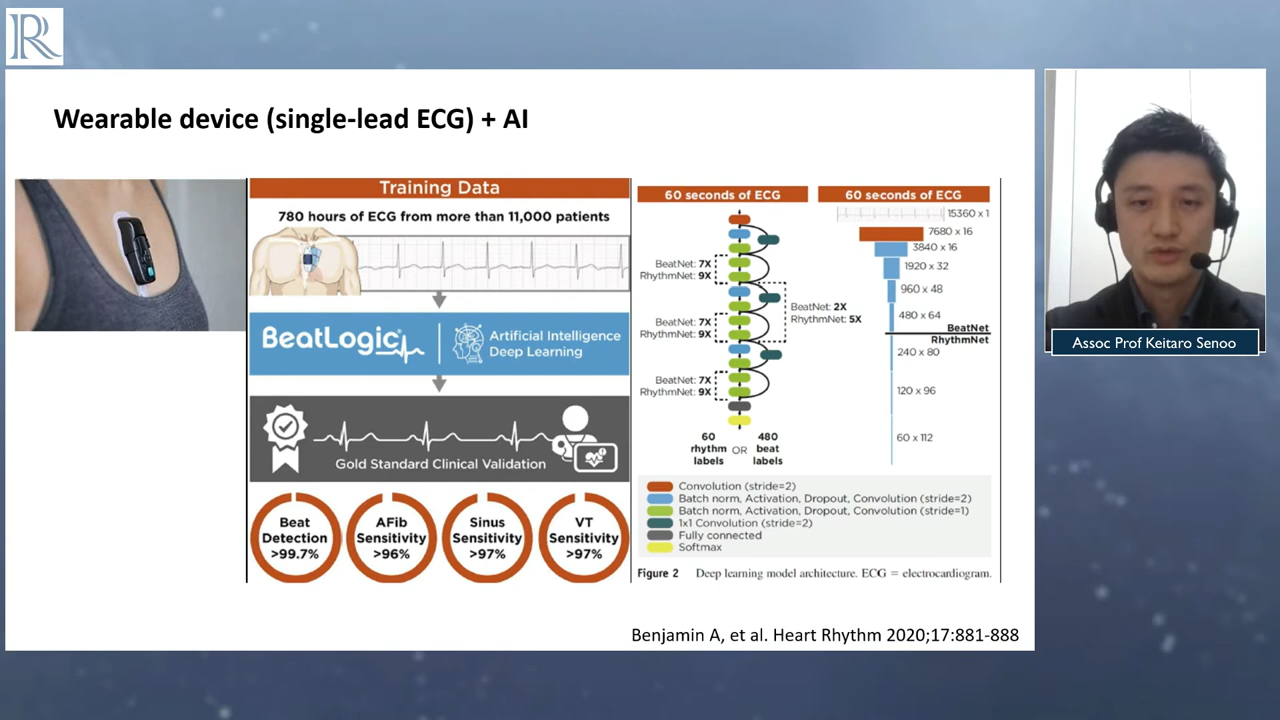 R
Wearable device (single-lead ECG) + AI
Training Data
780 hours of ECG from more than 11,000 patients
BeatLogic®
Artificial Intelligence
Deep Learning
Gold Standard Clinical Validation
Beat
Detection
>99.7%
AFib
Sensitivity
>96%
Sinus
Sensitivity
>97%
VT
Sensitivity
>97%
60 seconds of ECG
BeatNet: 7X
RhythmNet: 9X
BeatNet: 2X
RhythmNet: 5X
BeatNet: 7X
RhythmNet: 9X
BeatNet: 7X
RhythmNet: 9X
60
rhythm
labels
OR
480
beat
labels
60 seconds of ECG
15360 x 1
7680 x 16
3840 x 16
1920 x 32
960 x 48
480 x 64
BeatNet
RhythmNet
240 x 80
120 x 96
60 x 112
Convolution (stride=2)
Batch norm, Activation, Dropout, Convolution (stride=2)
Batch norm, Activation, Dropout, Convolution (stride=1)
1x1 Convolution (stride=2)
Fully connected
Softmax
Figure 2 Deep learning model architecture. ECG = electrocardiogram.
Benjamin A, et al. Heart Rhythm 2020;17:881-888
Assoc Prof Keitaro Senoo